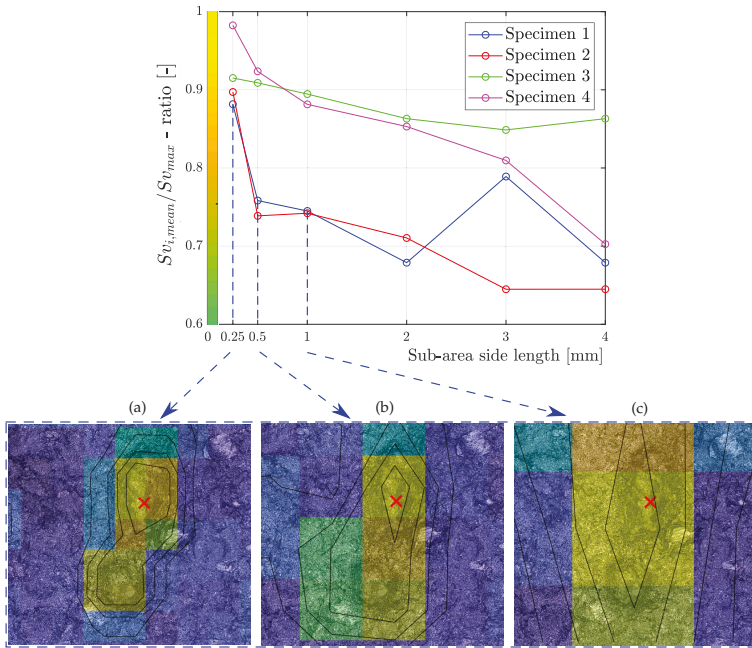 1
0.9
0.8
0.7
0.6
Sv_{i,mean}/Sv_{max} - ratio [-]
Specimen 1
Specimen 2
Specimen 3
Specimen 4
0 0.25 0.5 1 2 3 4
Sub-area side length [mm]
(a) (b) (c)